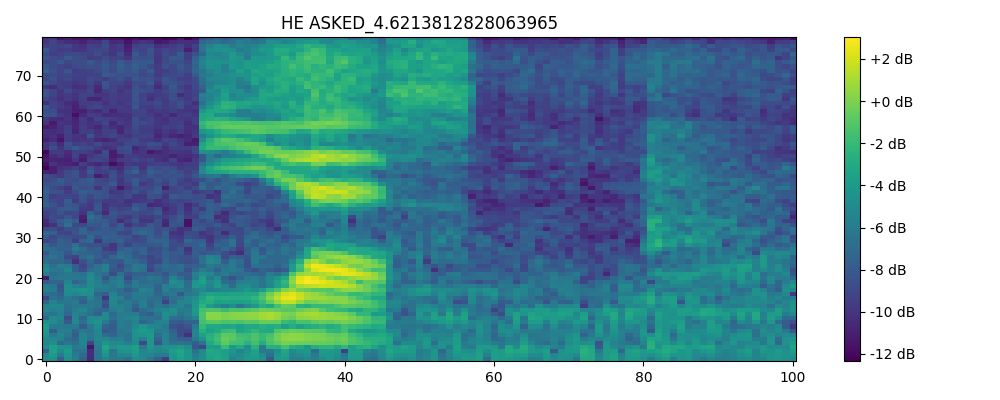 HE ASKED_4.6213812828063965
70
60
50
40
30
20
10
0
0 20 40 60 80 100
+2 dB
+0 dB
-2 dB
-4 dB
-6 dB
-8 dB
-10 dB
-12 dB